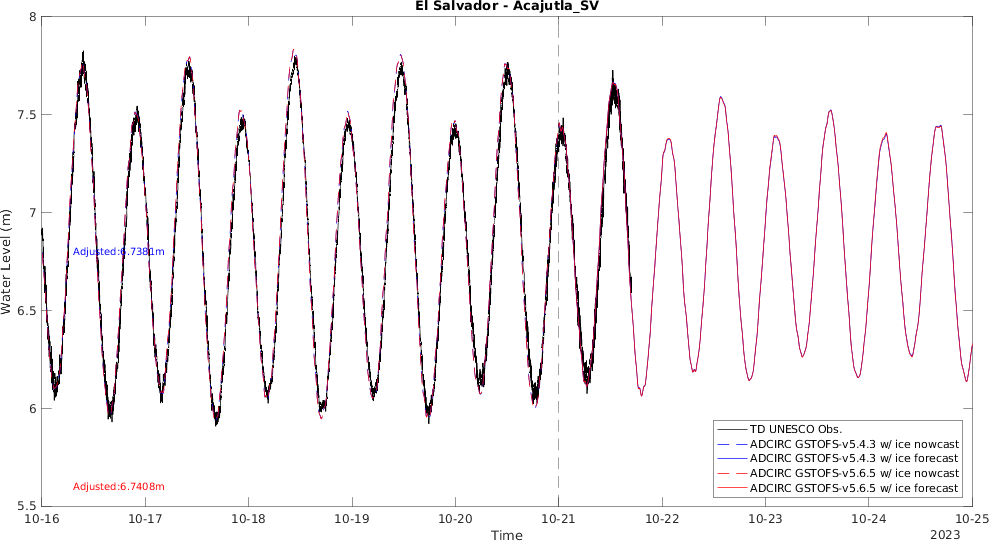 El Salvador - Acajutla_SV
8
7.5
7
6.5
6
5.5
Water Level (m)
Adjusted:6.7381m
Adjusted:6.7408m
TD UNESCO Obs.
ADCIRC GSTOFS-v5.4.3 w/ ice nowcast
ADCIRC GSTOFS-v5.4.3 w/ ice forecast
ADCIRC GSTOFS-v5.6.5 w/ ice nowcast
ADCIRC GSTOFS-v5.6.5 w/ ice forecast
10-16 10-17 10-18 10-19 10-20 10-21 10-22 10-23 10-24 10-25
Time
2023